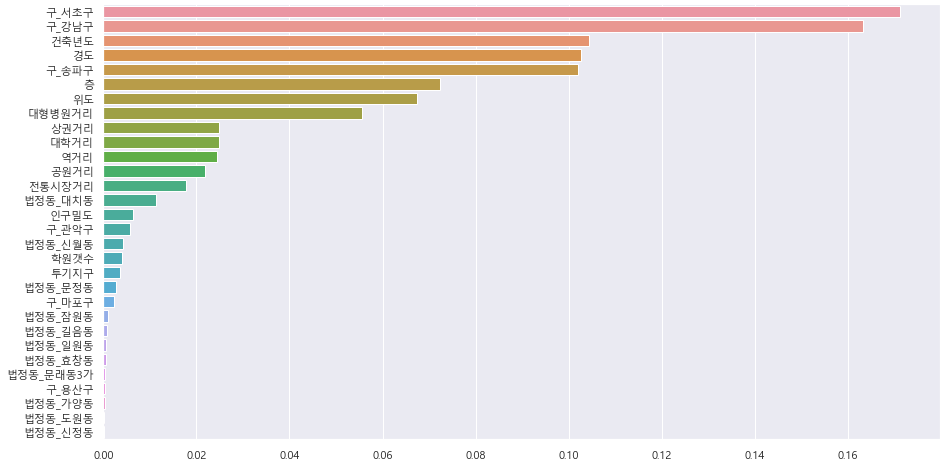 구_서초구
구_강남구
건축년도
경도
구_송파구
층
위도
대형병원거리
상권거리
대학거리
역거리
공원거리
전통시장거리
법정동_대치동
인구밀도
구_관악구
법정동_신월동
학원갯수
투기지구
법정동_문정동
구_마포구
법정동_잠원동
법정동_길음동
법정동_일원동
법정동_효창동
법정동_문래동3가
구_용산구
법정동_가양동
법정동_도원동
법정동_신정동
0.00 0.02 0.04 0.06 0.08 0.10 0.12 0.14 0.16